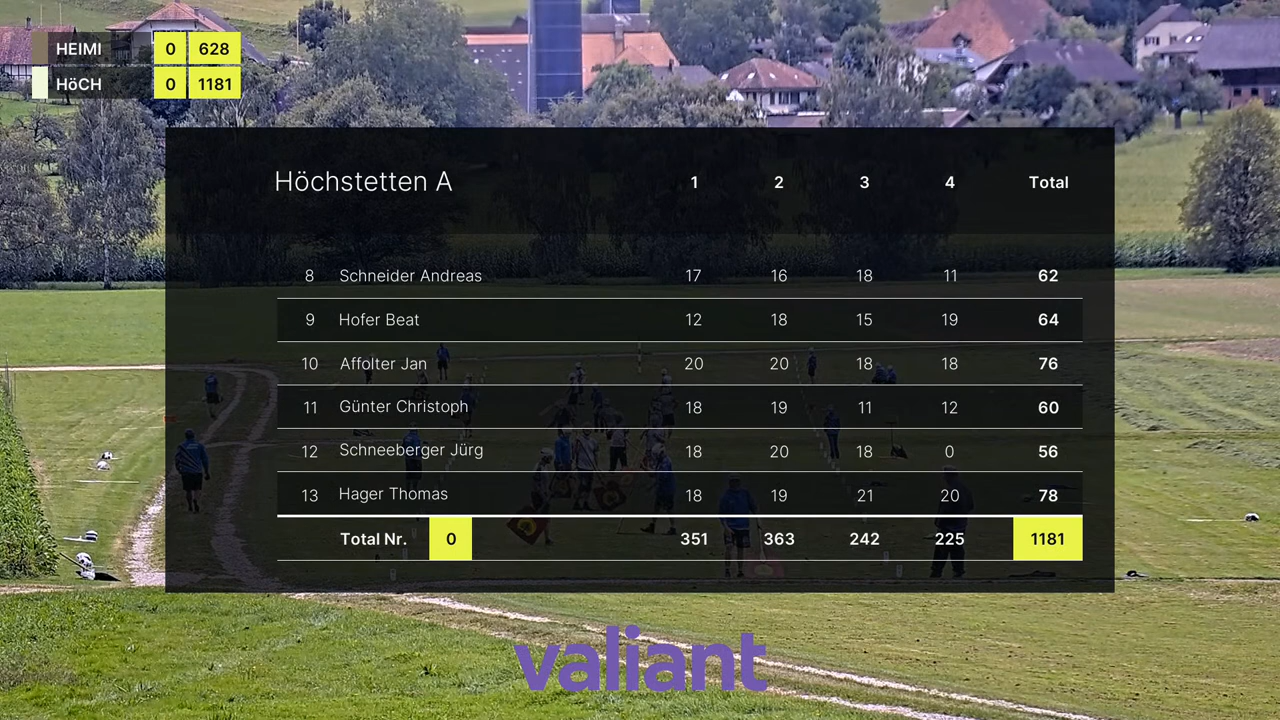 HEIMI 0 628
HöCH 0 1181
Höchstetten A 1 2 3 4 Total
8 Schneider Andreas 17 16 18 11 62
9 Hofer Beat 12 18 15 19 64
10 Affolter Jan 20 20 18 18 76
11 Günter Christoph 18 19 11 12 60
12 Schneeberger Jürg 18 20 18 0 56
13 Hager Thomas 18 19 21 20 78
Total Nr. 0 351 363 242 225 1181
valiant